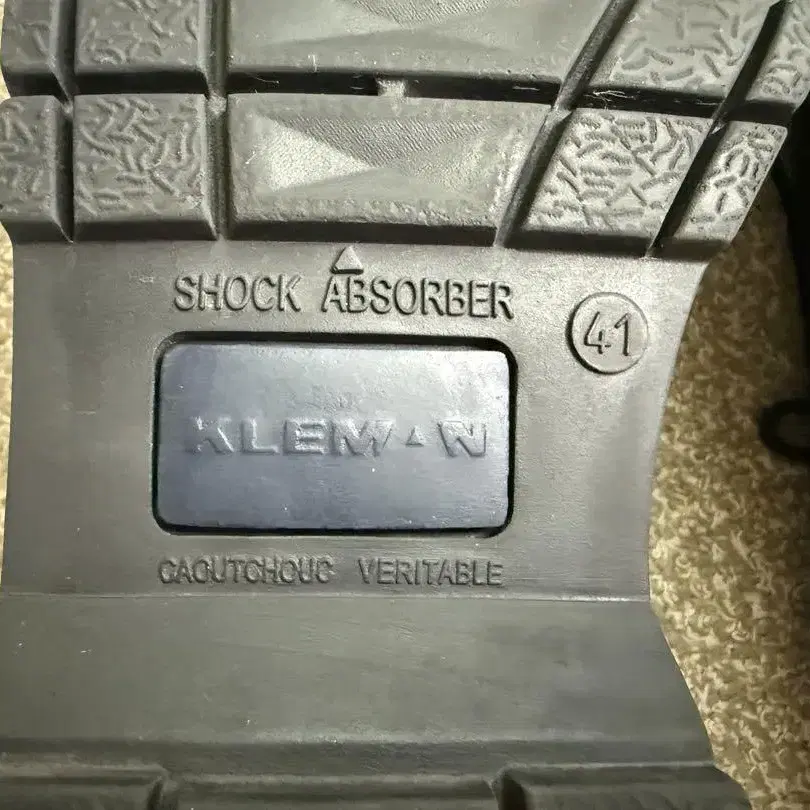 SHOCK ABSORBER
41
KLEMAN
CAOUTCHOUC VERITABLE